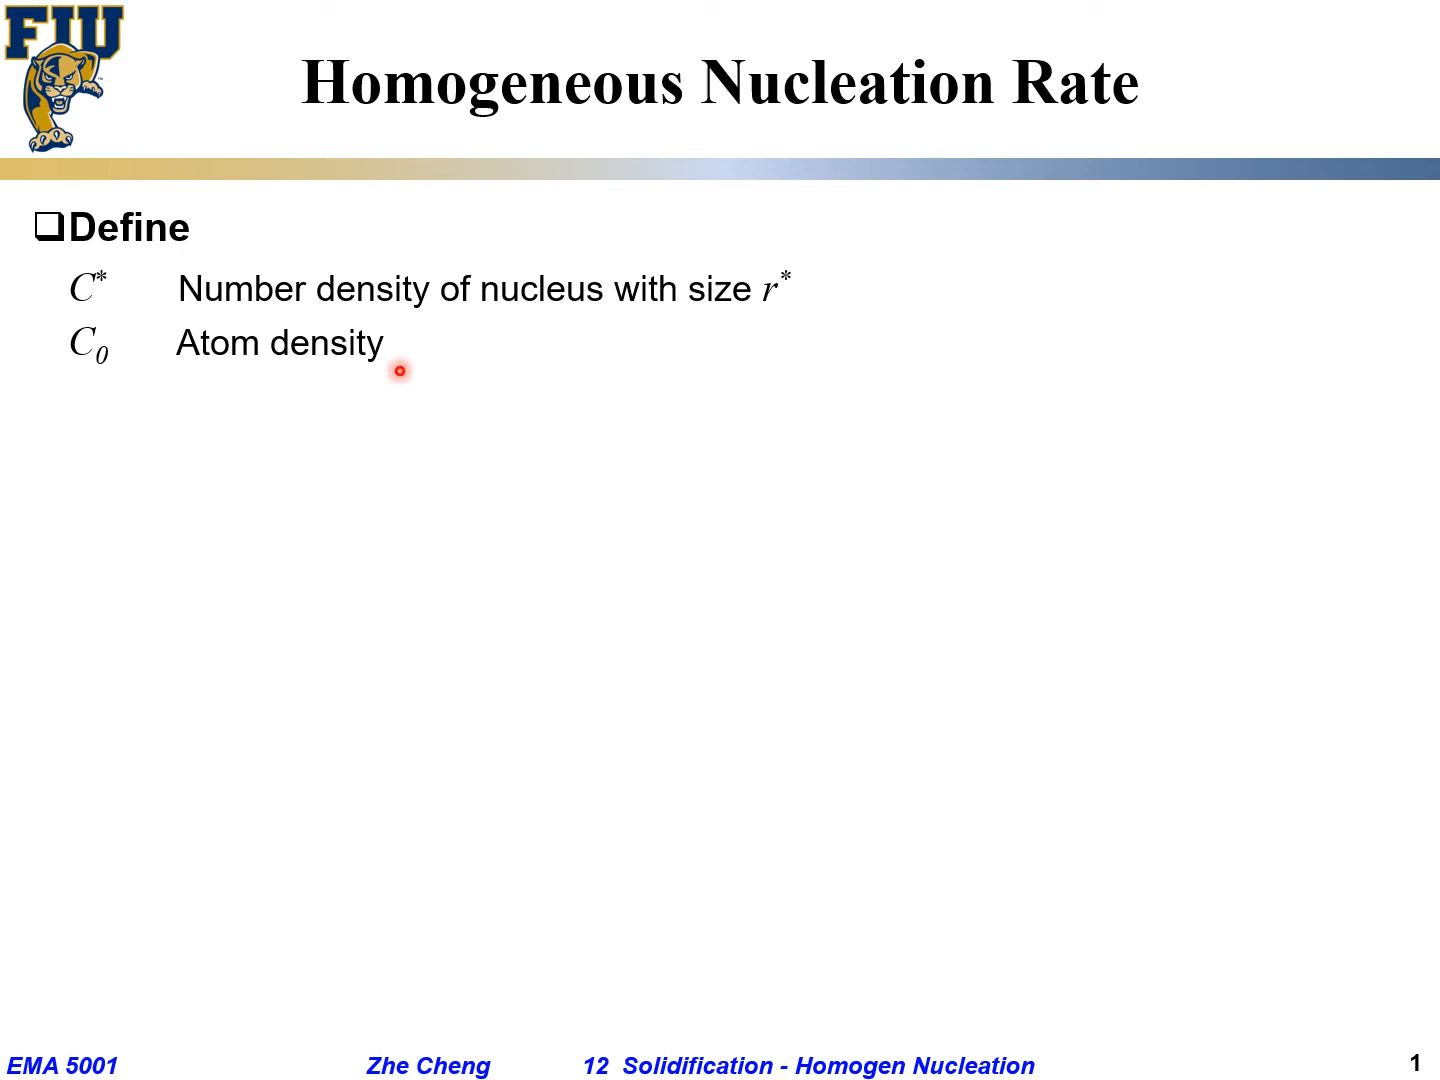 FIU
Homogeneous Nucleation Rate
❑Define
C* Number density of nucleus with size r*
C₀ Atom density
EMA 5001 Zhe Cheng 12 Solidification - Homogen Nucleation 1